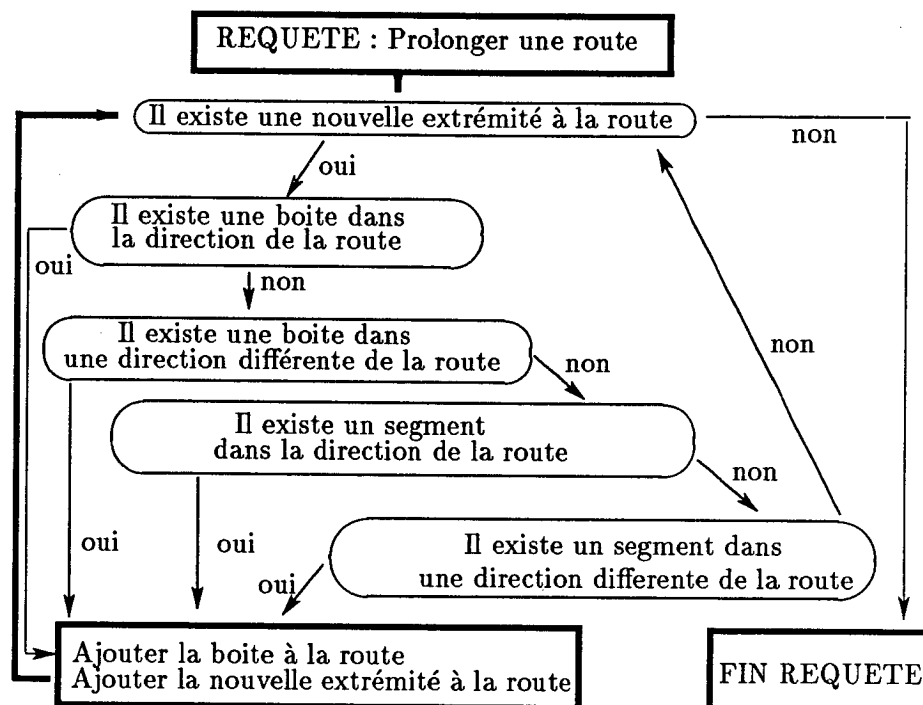 REQUETE : Prolonger une route
Il existe une nouvelle extrémité à la route
non
oui
Il existe une boite dans
la direction de la route
oui
non
Il existe une boite dans
une direction différente de la route
non
non
Il existe un segment
dans la direction de la route
non
oui
oui
Il existe un segment dans
une direction differente de la route
oui
Ajouter la boite à la route
Ajouter la nouvelle extrémité à la route
FIN REQUETE